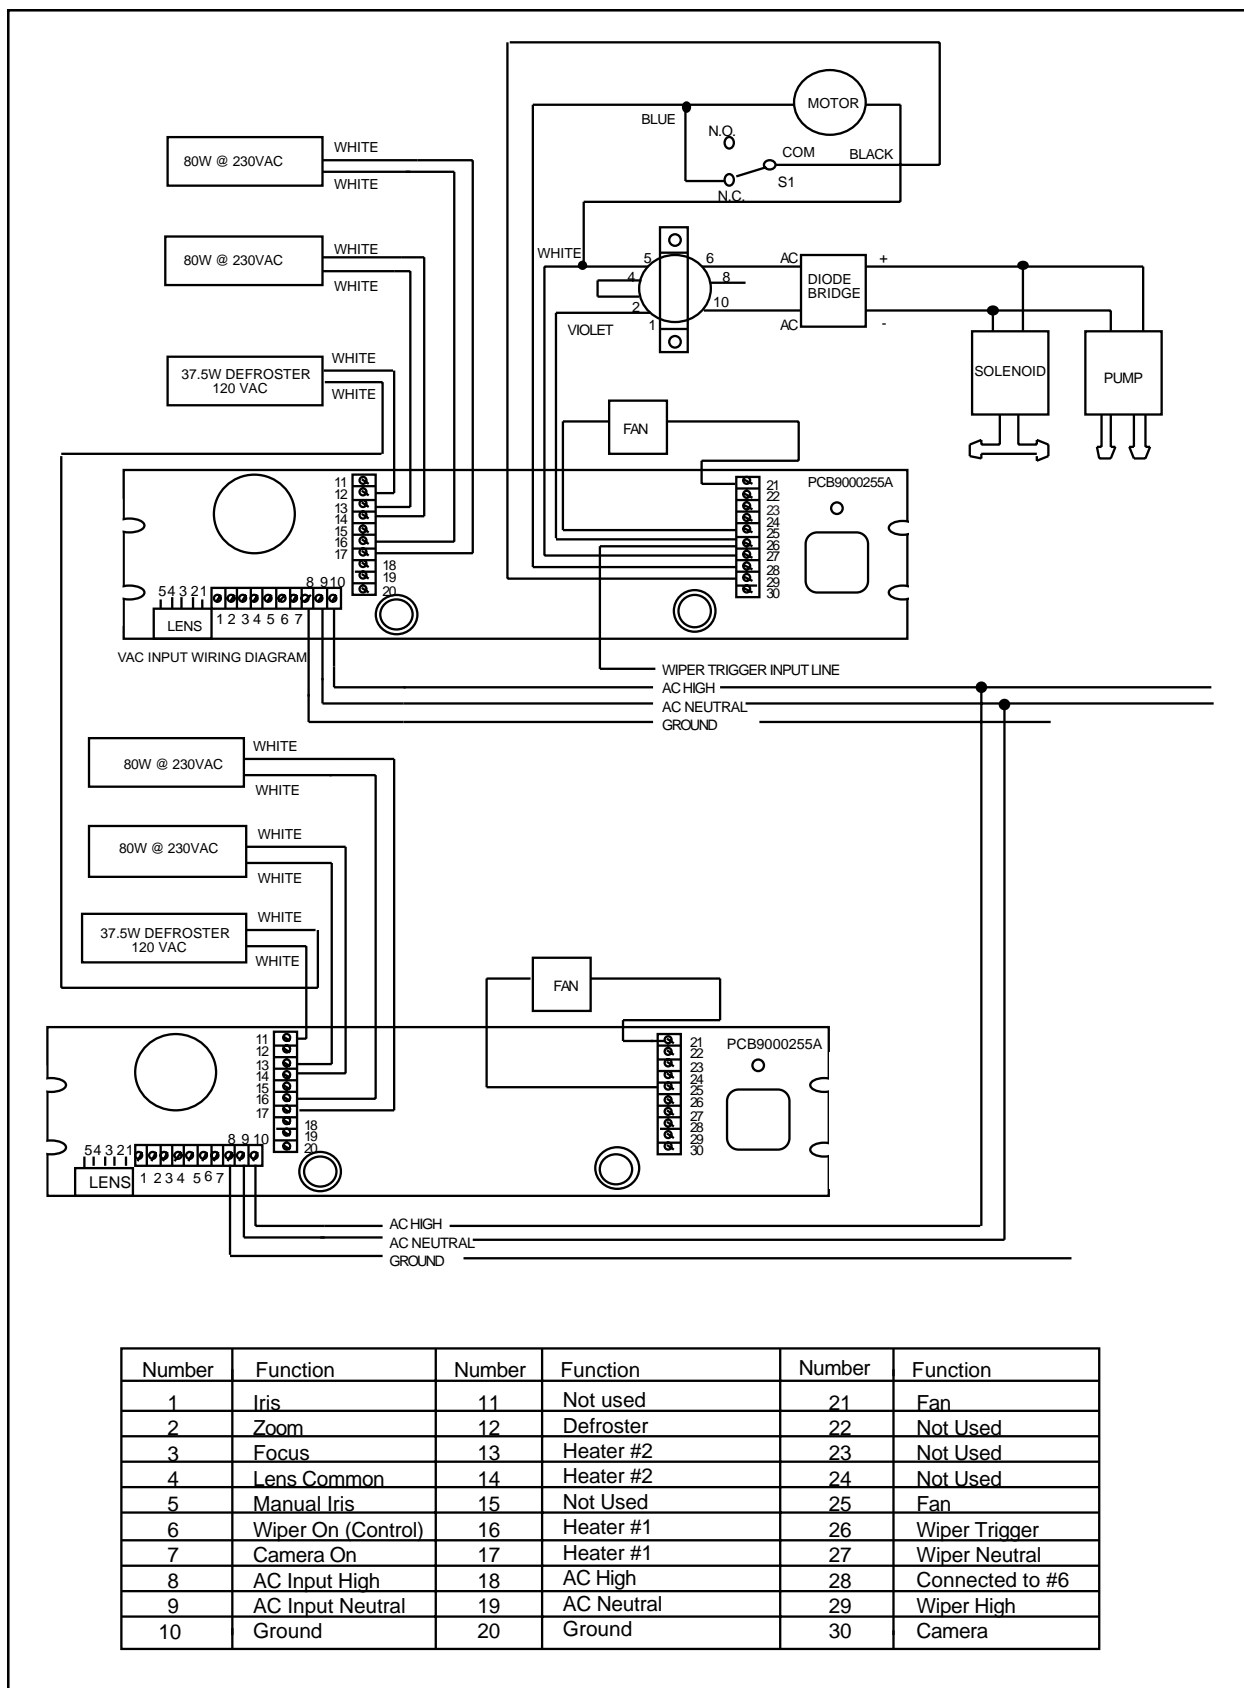 MOTOR
BLUE
N.O.
COM
BLACK
S1
N.C.
80W @ 230VAC
WHITE
WHITE
80W @ 230VAC
WHITE
WHITE
WHITE
5
6
4
8
2
10
1
VIOLET
AC
AC
DIODE
BRIDGE
+
-
SOLENOID
PUMP
37.5W DEFROSTER
120 VAC
WHITE
WHITE
FAN
11
12
13
14
15
16
17
18
19
20
21
22
23
24
25
26
27
28
29
30
PCB9000255A
8 9 10
5 4 3 2 1
LENS
1 2 3 4 5 6 7
VAC INPUT WIRING DIAGRAM
WIPER TRIGGER INPUT LINE
AC HIGH
AC NEUTRAL
GROUND
80W @ 230VAC
WHITE
WHITE
80W @ 230VAC
WHITE
WHITE
37.5W DEFROSTER
120 VAC
WHITE
WHITE
FAN
11
12
13
14
15
16
17
18
19
20
21
22
23
24
25
26
27
28
29
30
PCB9000255A
8 9 10
5 4 3 2 1
LENS
1 2 3 4 5 6 7
AC HIGH
AC NEUTRAL
GROUND
Number Function Number Function Number Function
1 Iris 11 Not used 21 Fan
2 Zoom 12 Defroster 22 Not Used
3 Focus 13 Heater #2 23 Not Used
4 Lens Common 14 Heater #2 24 Not Used
5 Manual Iris 15 Not Used 25 Fan
6 Wiper On (Control) 16 Heater #1 26 Wiper Trigger
7 Camera On 17 Heater #1 27 Wiper Neutral
8 AC Input High 18 AC High 28 Connected to #6
9 AC Input Neutral 19 AC Neutral 29 Wiper High
10 Ground 20 Ground 30 Camera